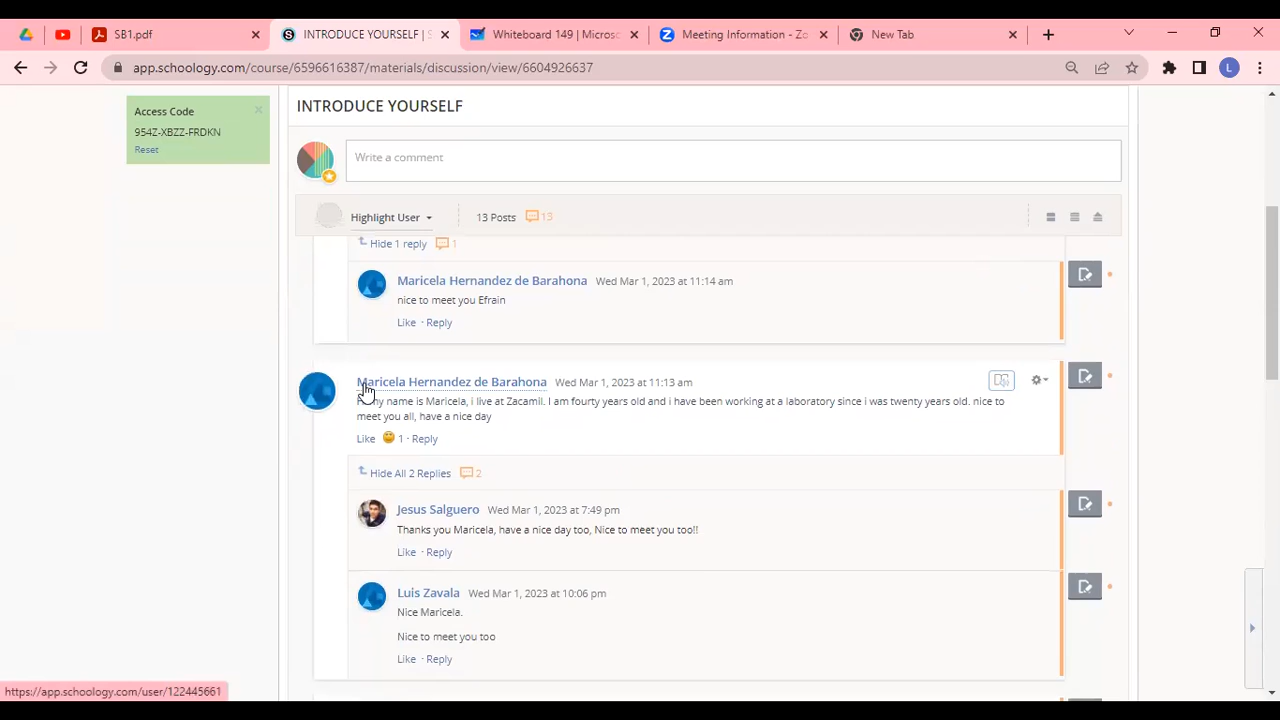 SB1.pdf
INTRODUCE YOURSELF | S
Whiteboard 149 | Microso
Meeting Information - Zo
New Tab
app.schoology.com/course/6596616387/materials/discussion/view/6604926637
L
Access Code
954Z-XBZZ-FRDKN
Reset
INTRODUCE YOURSELF
Write a comment
Highlight User
13 Posts
13
Hide 1 reply
1
Maricela Hernandez de Barahona Wed Mar 1, 2023 at 11:14 am
nice to meet you Efrain
Like · Reply
Maricela Hernandez de Barahona Wed Mar 1, 2023 at 11:13 am
my name is Maricela, i live at Zacamil. I am fourty years old and i have been working at a laboratory since i was twenty years old. nice to
meet you all, have a nice day
Like 1 · Reply
Hide All 2 Replies
2
Jesus Salguero Wed Mar 1, 2023 at 7:49 pm
Thanks you Maricela, have a nice day too, Nice to meet you too!!
Like · Reply
Luis Zavala Wed Mar 1, 2023 at 10:06 pm
Nice Maricela.
Nice to meet you too
Like · Reply
https://app.schoology.com/user/122445661